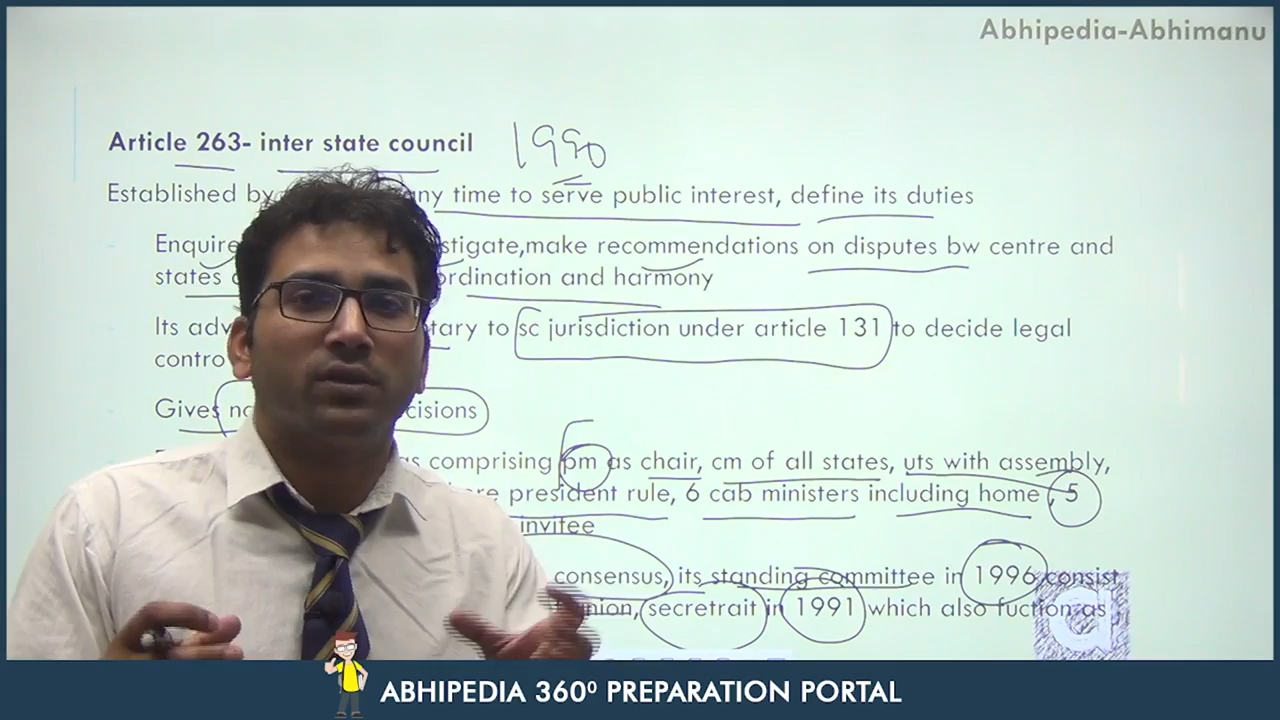 Abhipedia-Abhimanu
Article 263- inter state council 1990
Established by any time to serve public interest, define its duties
- Enquire stigate,make recommendations on disputes bw centre and
states ordination and harmony
- Its adv tary to sc jurisdiction under article 131 to decide legal
contro
- Gives cisions
as comprising pm as chair, cm of all states, uts with assembly,
president rule, 6 cab ministers including home , 5
invitee
consensus, its standing committee in 1996 consist
secretrait in 1991 which also fuction as
a
ABHIPEDIA 360⁰ PREPARATION PORTAL